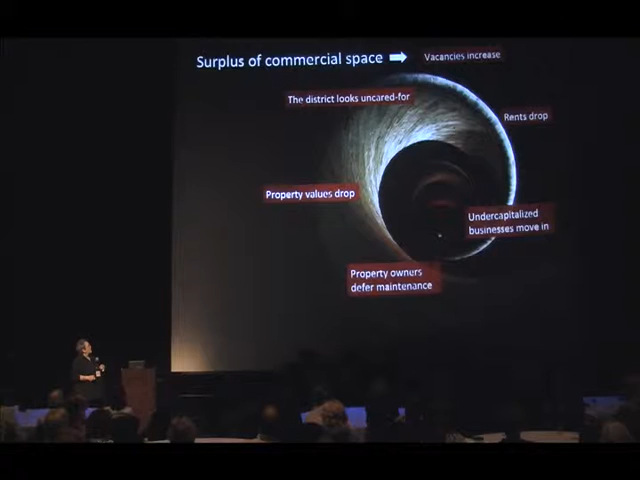 Surplus of commercial space
Vacancies increase
The district looks uncared-for
Rents drop
Property values drop
Undercapitalized
businesses move in
Property owners
defer maintenance